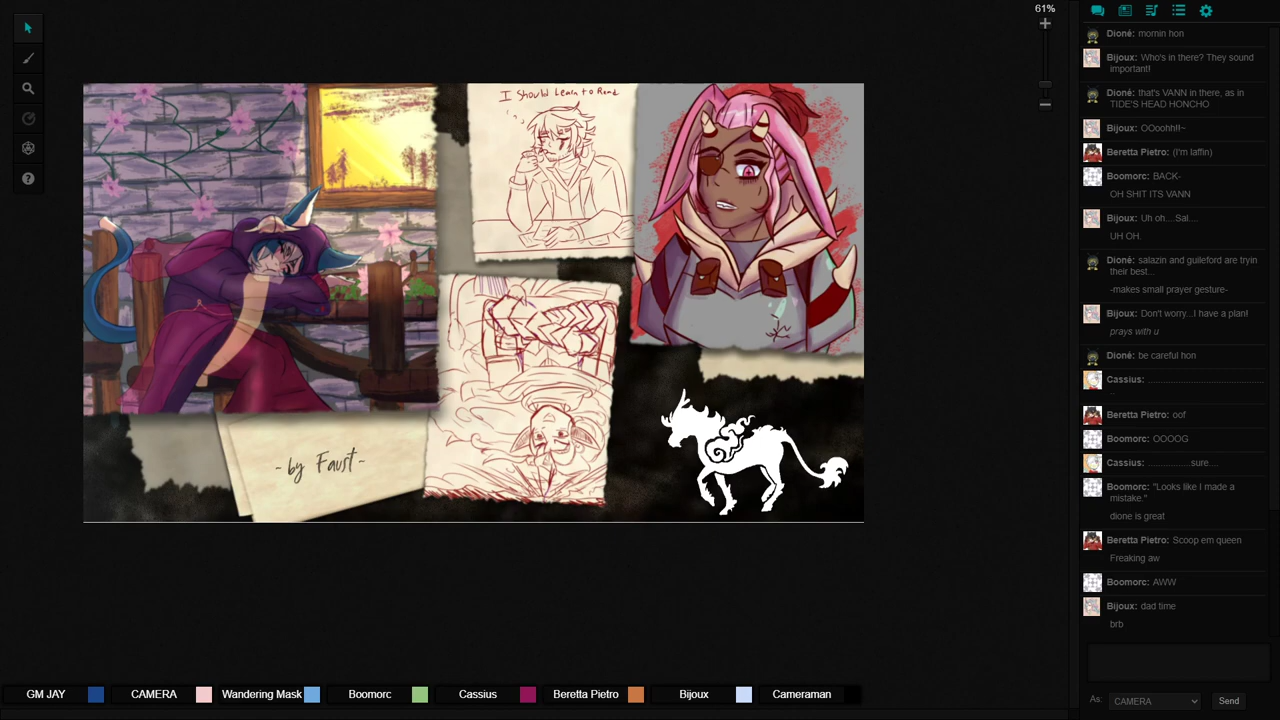 61%
I Should Learn to Read
-by Faust-
Dioné: momin hon
Bijoux: Who's in there? They sound
important!
Dioné: that's VANN in there, as in
TIDE'S HEAD HONCHO
Bijoux: OOoohh!!~
Beretta Pietro: (I'm laffin)
Boomorc: BACK-
OH SHIT ITS VANN
Bijoux: Uh oh....Sal....
UH OH.
Dioné: salazin and guileford are tryin
their best...
-makes small prayer gesture-
Bijoux: Don't worry...I have a plan!
prays with u
Dioné: be careful hon
Cassius: ............................................
..
Beretta Pietro: oof
Boomorc: OOOOG
Cassius: ..................sure....
Boomorc: "Looks like I made a
mistake."
dione is great
Beretta Pietro: Scoop em queen
Freaking aw
Boomorc: AWW
Bijoux: dad time
brb
As: CAMERA Send
GM JAY CAMERA Wandering Mask Boomorc Cassius Beretta Pietro Bijoux Cameraman